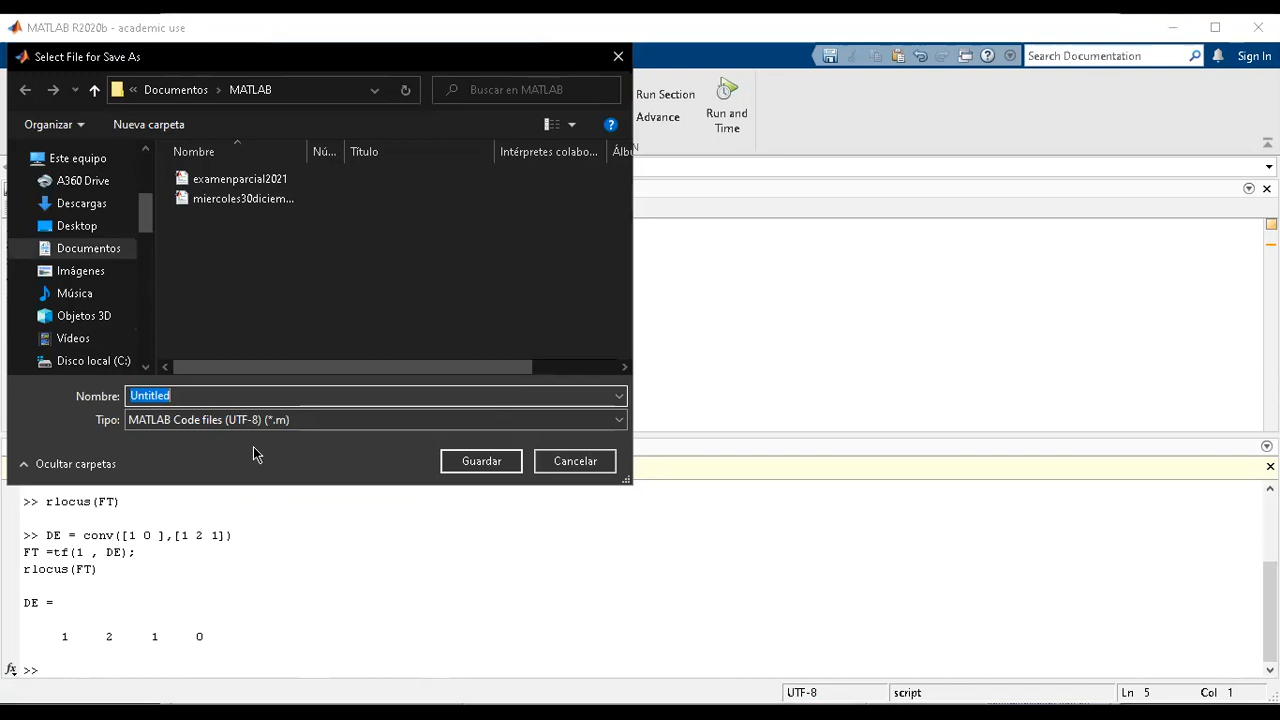 MATLAB R2020b - academic use
Select File for Save As
Search Documentation
Sign In
« Documentos › MATLAB
Buscar en MATLAB
Run Section
Advance
Run and
Time
Organizar
Nueva carpeta
Nombre
Nú...
Título
Intérpretes colabo...
Álbu
Este equipo
A360 Drive
Descargas
Desktop
Documentos
Imágenes
Música
Objetos 3D
Vídeos
Disco local (C:)
examenparcial2021
miercoles30diciem...
Nombre:
Untitled
Tipo:
MATLAB Code files (UTF-8) (*.m)
Ocultar carpetas
Guardar
Cancelar
>> rlocus(FT)
>> DE = conv([1 0 ],[1 2 1])
FT =tf(1 , DE);
rlocus(FT)
DE =
1 2 1 0
fx >>
UTF-8
script
Ln 5
Col 1